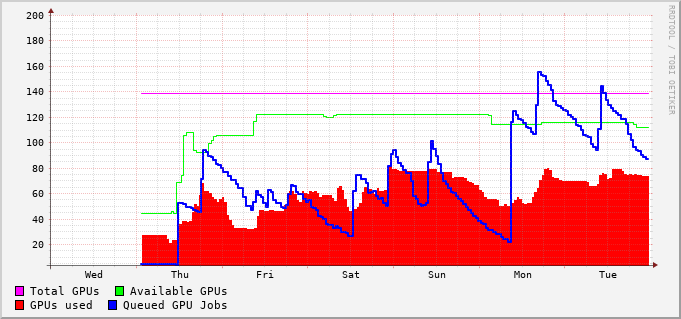 200
180
160
140
120
100
80
60
40
20
Wed Thu Fri Sat Sun Mon Tue
Total GPUs Available GPUs
GPUs used Queued GPU Jobs
RRDTOOL / TOBI OETIKER